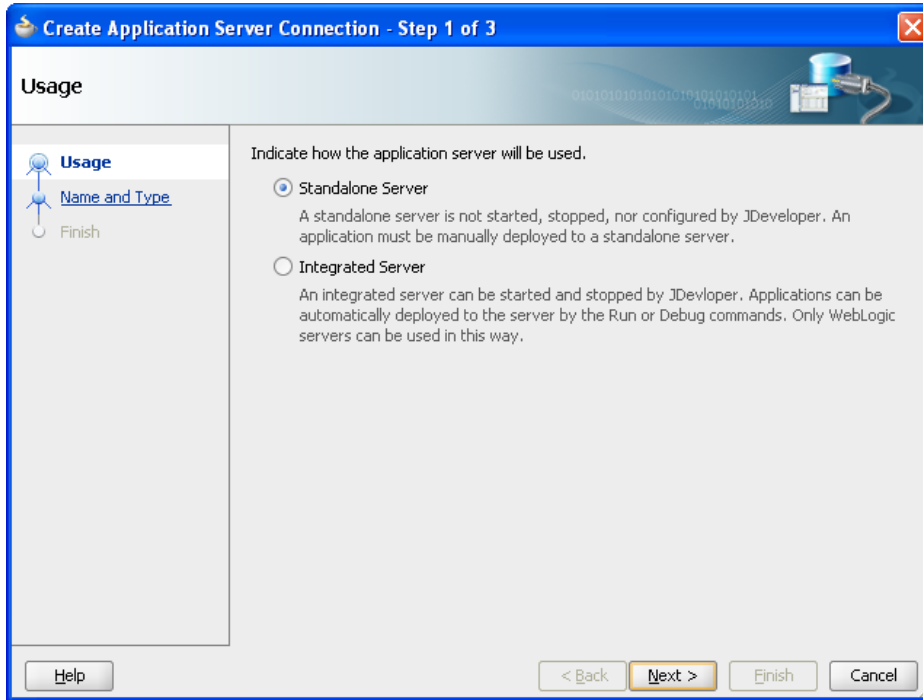 Create Application Server Connection - Step 1 of 3
Usage
010101010101010101010101
01010101010
Usage
Name and Type
Finish
Indicate how the application server will be used.
Standalone Server
A standalone server is not started, stopped, nor configured by JDeveloper. An
application must be manually deployed to a standalone server.
Integrated Server
An integrated server can be started and stopped by JDevloper. Applications can be
automatically deployed to the server by the Run or Debug commands. Only WebLogic
servers can be used in this way.
Help
< Back
Next >
Finish
Cancel